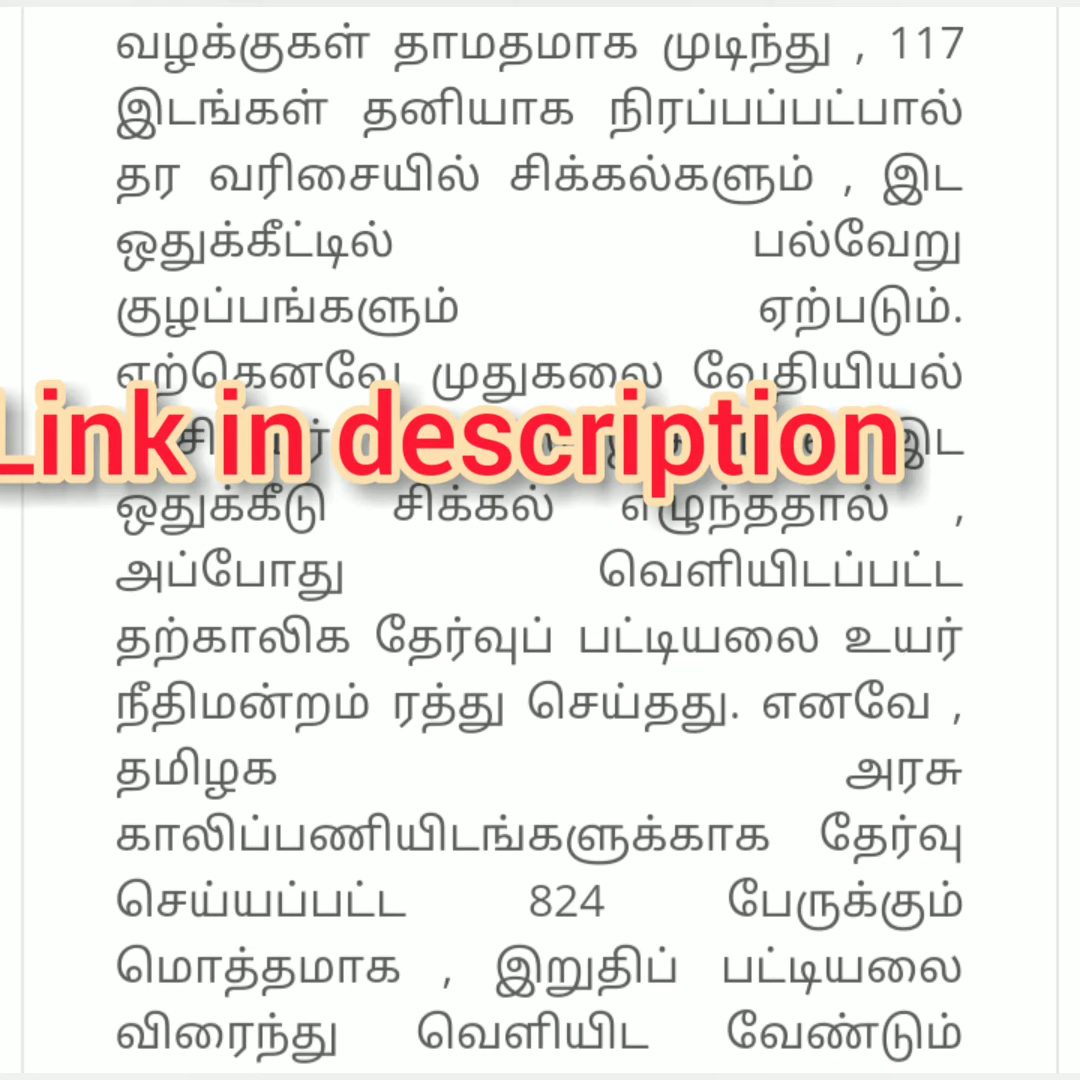 வழக்குகள் தாமதமாக முடிந்து , 117
இடங்கள் தனியாக நிரப்பப்பட்பால்
தர வரிசையில் சிக்கல்களும் , இட
ஒதுக்கீட்டில் பல்வேறு
குழப்பங்களும் ஏற்படும்.
ஏற்கெனவே முதுகலை வேதியியல்
Link in description
இட
ஒதுக்கீடு சிக்கல் எழுந்ததால் ,
அப்போது வெளியிடப்பட்ட
தற்காலிக தேர்வுப் பட்டியலை உயர்
நீதிமன்றம் ரத்து செய்தது. எனவே ,
தமிழக அரசு
காலிப்பணியிடங்களுக்காக தேர்வு
செய்யப்பட்ட 824 பேருக்கும்
மொத்தமாக , இறுதிப் பட்டியலை
விரைந்து வெளியிட வேண்டும்